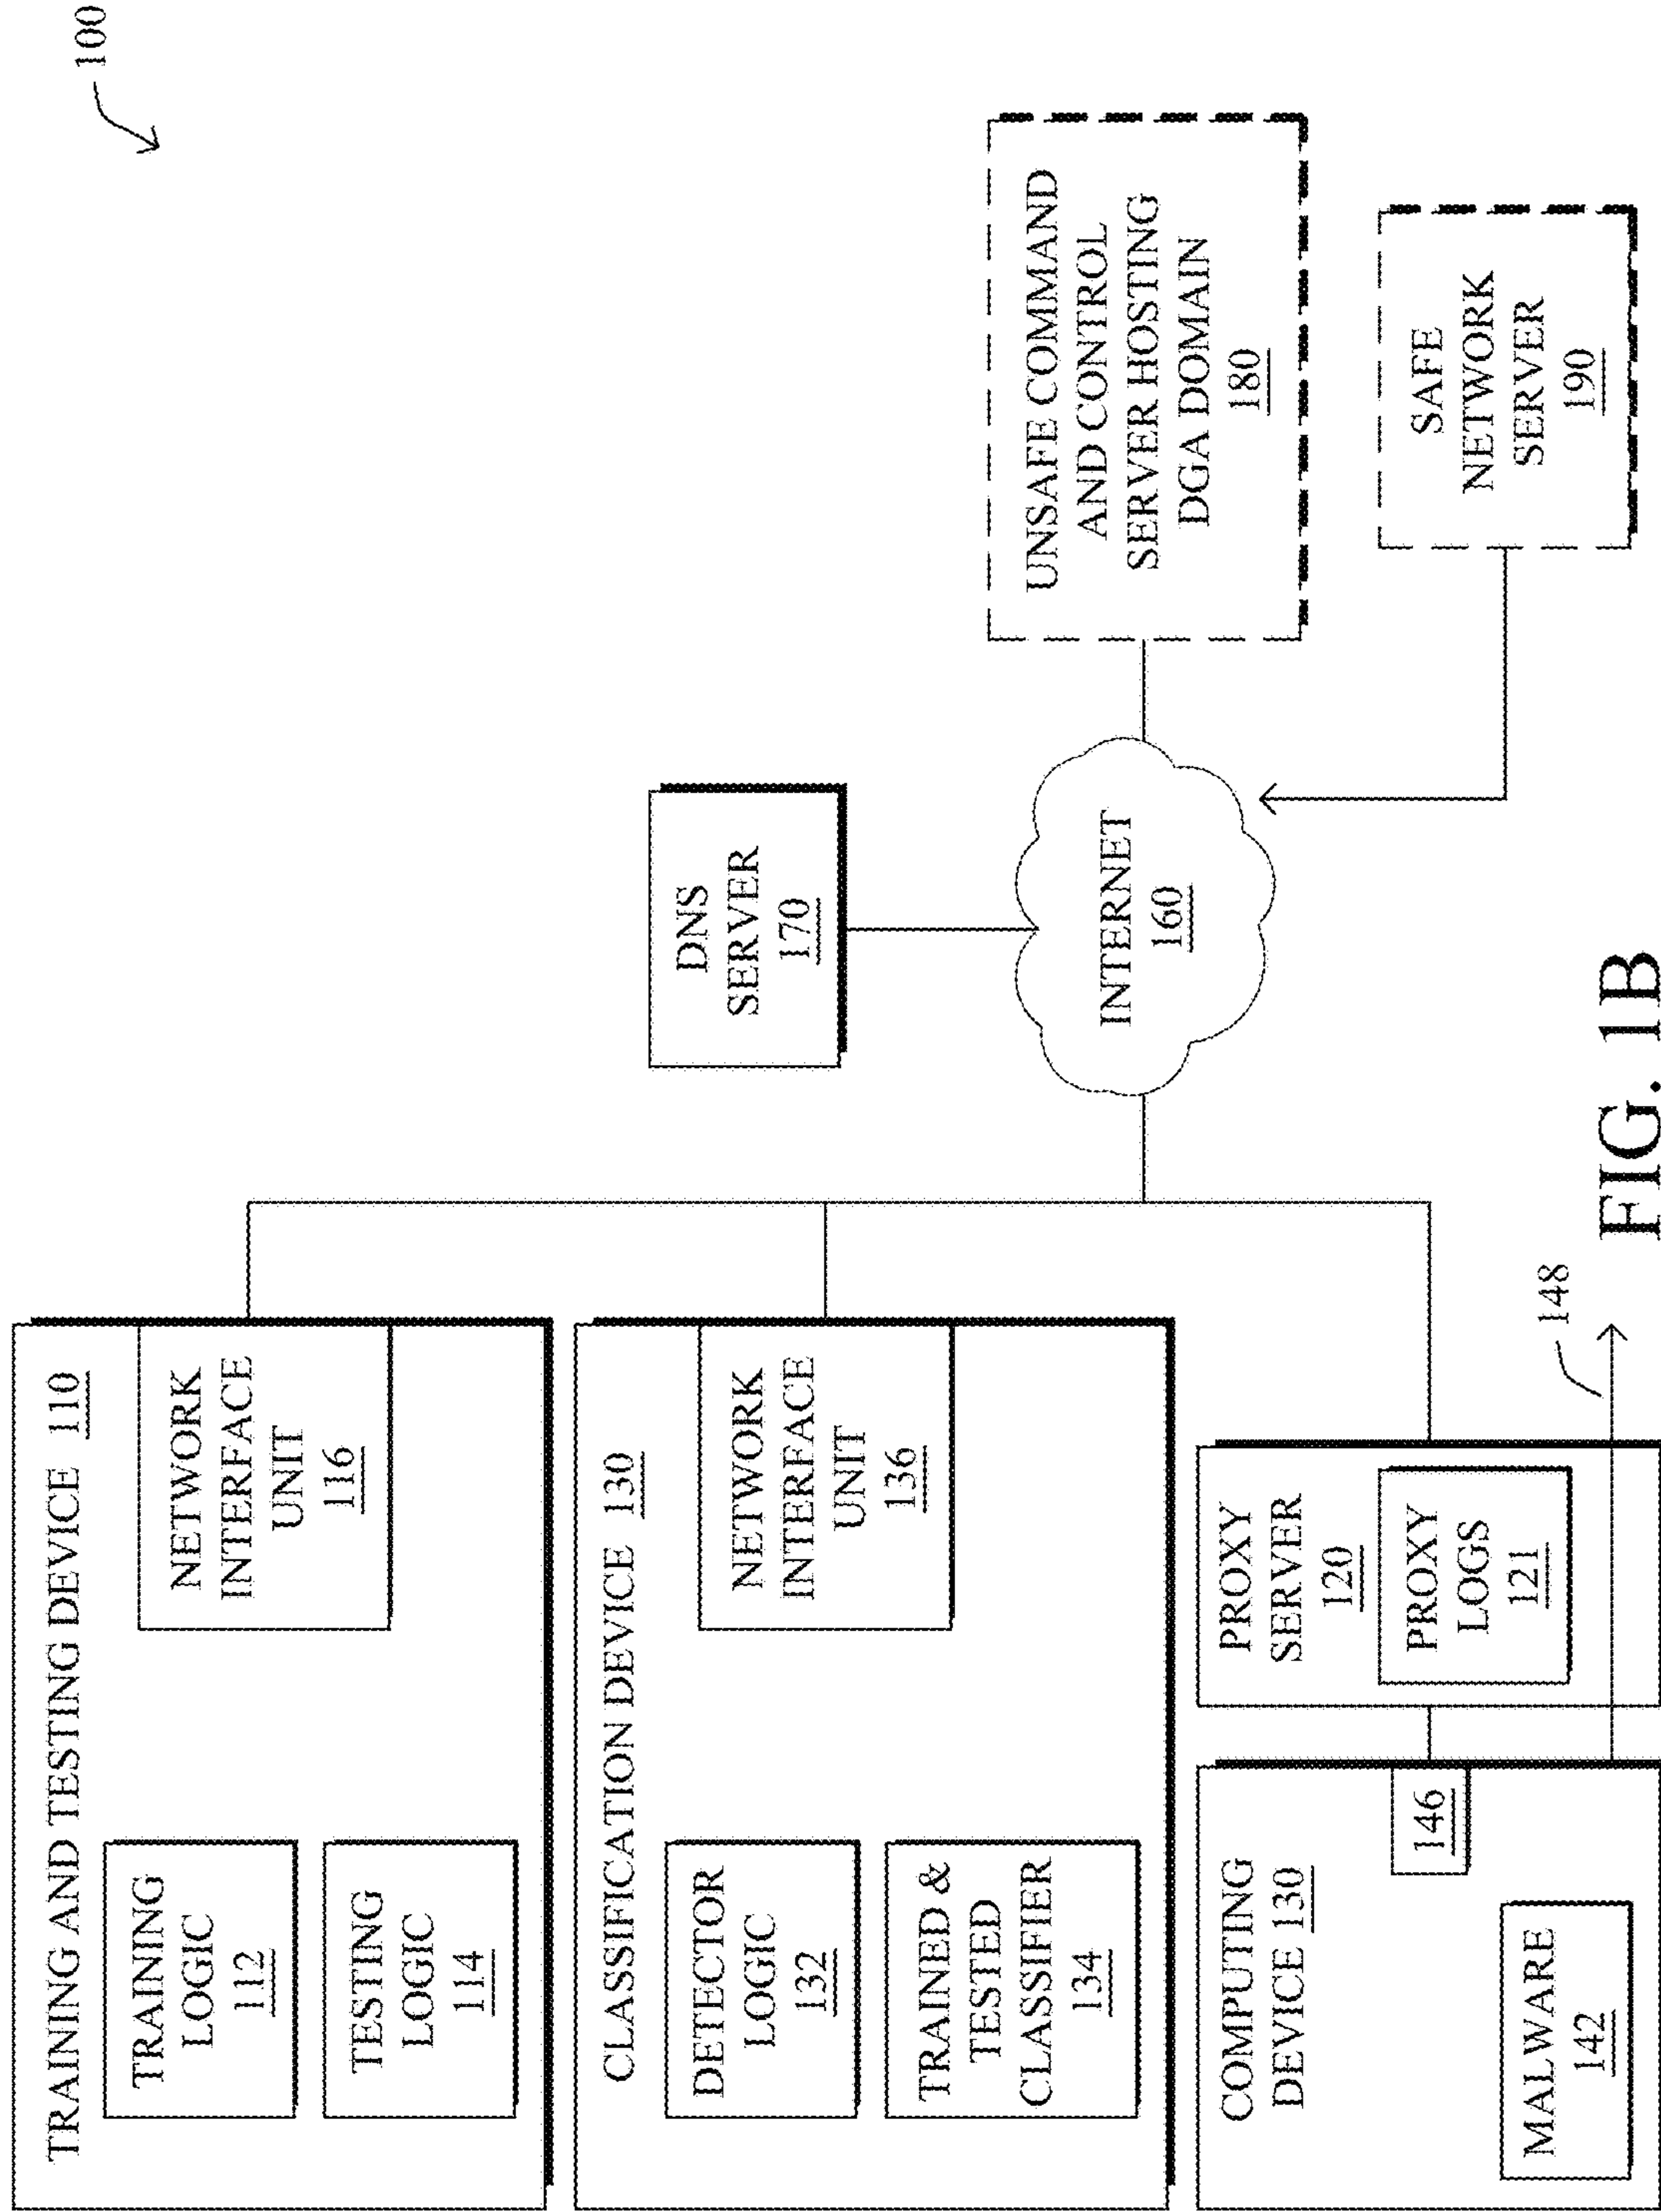 100
TRAINING AND TESTING DEVICE 110
TRAINING
LOGIC
112
TESTING
LOGIC
114
NETWORK
INTERFACE
UNIT
116
CLASSIFICATION DEVICE 130
DETECTOR
LOGIC
132
TRAINED &
TESTED
CLASSIFIER
134
NETWORK
INTERFACE
UNIT
136
COMPUTING
DEVICE 130
146
MALWARE
142
PROXY
SERVER
120
PROXY
LOGS
121
148
DNS
SERVER
170
INTERNET
160
UNSAFE COMMAND
AND CONTROL
SERVER HOSTING
DGA DOMAIN
180
SAFE
NETWORK
SERVER
190
FIG. 1B